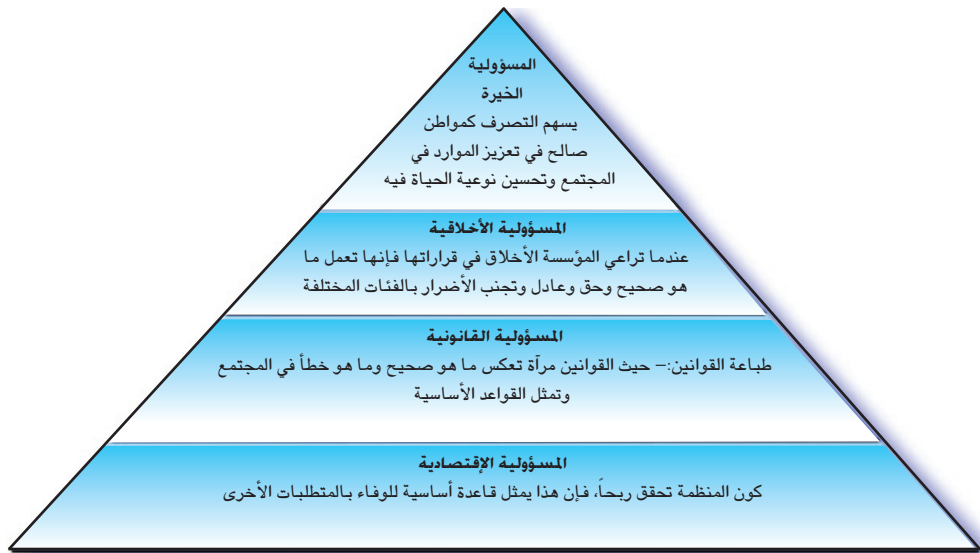 المسؤولية
الخيرة
يسهم التصرف كمواطن
صالح في تعزيز الموارد في
المجتمع وتحسين نوعية الحياة فيه
المسؤولية الأخلاقية
عندما تراعي المؤسسة الأخلاق في قراراتها فإنها تعمل ما
هو صحيح وحق وعادل وتجنب الأضرار بالفئات المختلفة
المسؤولية القانونية
طباعة القوانين:– حيث القوانين مرآة تعكس ما هو صحيح وما هو خطأ في المجتمع
وتمثل القواعد الأساسية
المسؤولية الإقتصادية
كون المنظمة تحقق ربحاً، فإن هذا يمثل قاعدة أساسية للوفاء بالمتطلبات الأخرى